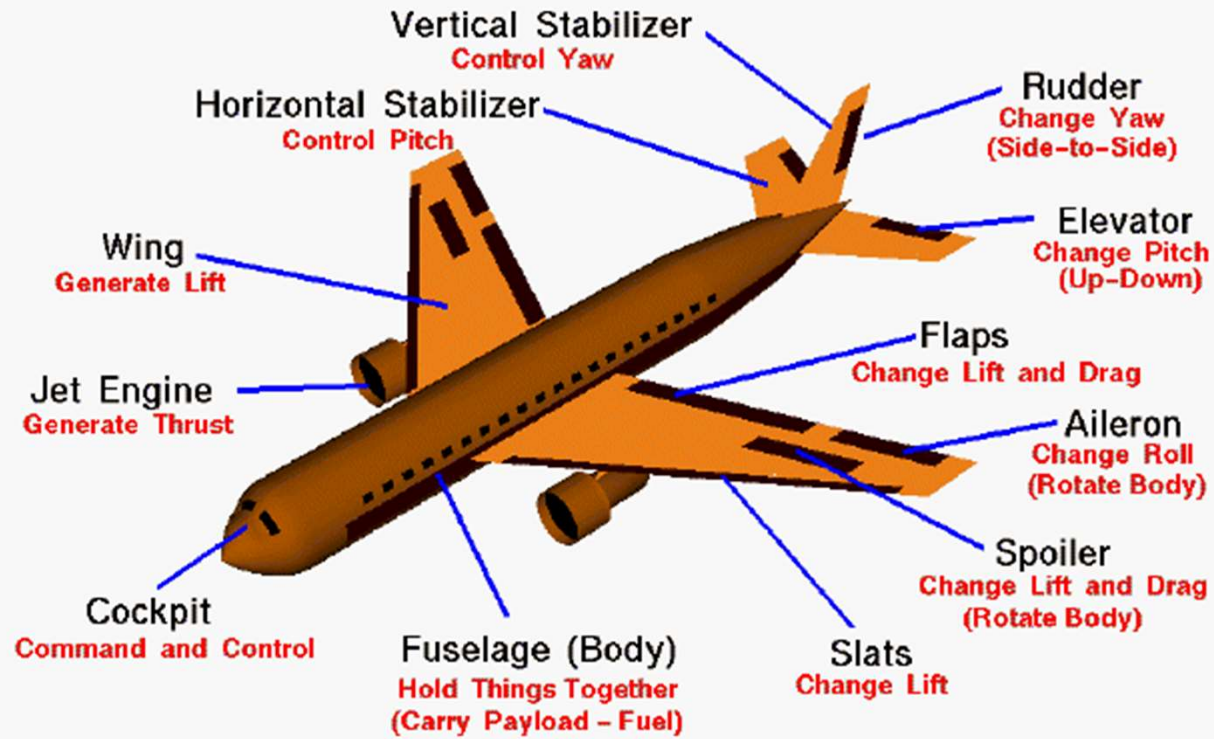 Vertical Stabilizer
Control Yaw
Horizontal Stabilizer
Control Pitch
Rudder
Change Yaw
(Side-to-Side)
Wing
Generate Lift
Elevator
Change Pitch
(Up-Down)
Flaps
Change Lift and Drag
Jet Engine
Generate Thrust
Aileron
Change Roll
(Rotate Body)
Spoiler
Change Lift and Drag
(Rotate Body)
Cockpit
Command and Control
Fuselage (Body)
Hold Things Together
(Carry Payload - Fuel)
Slats
Change Lift